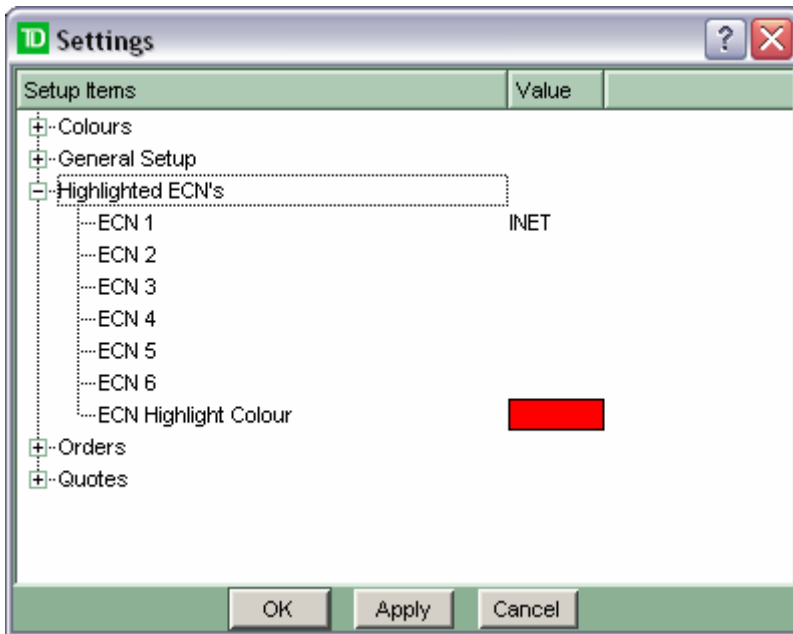 TD Settings ?
Setup Items Value
Colours
General Setup
Highlighted ECN's
ECN 1 INET
ECN 2
ECN 3
ECN 4
ECN 5
ECN 6
ECN Highlight Colour
Orders
Quotes
OK Apply Cancel